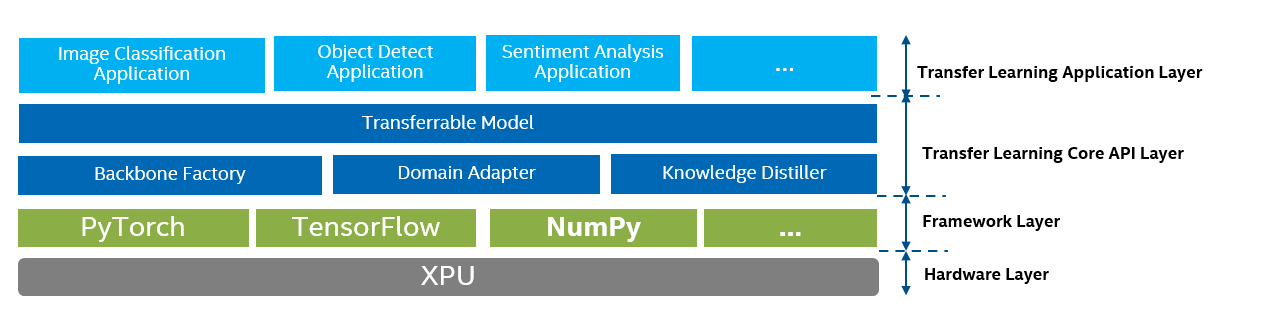 Image Classification
Application
Object Detect
Application
Sentiment Analysis
Application
...
Transfer Learning Application Layer
Transferrable Model
Transfer Learning Core API Layer
Backbone Factory
Domain Adapter
Knowledge Distiller
PyTorch
TensorFlow
NumPy
...
Framework Layer
XPU
Hardware Layer